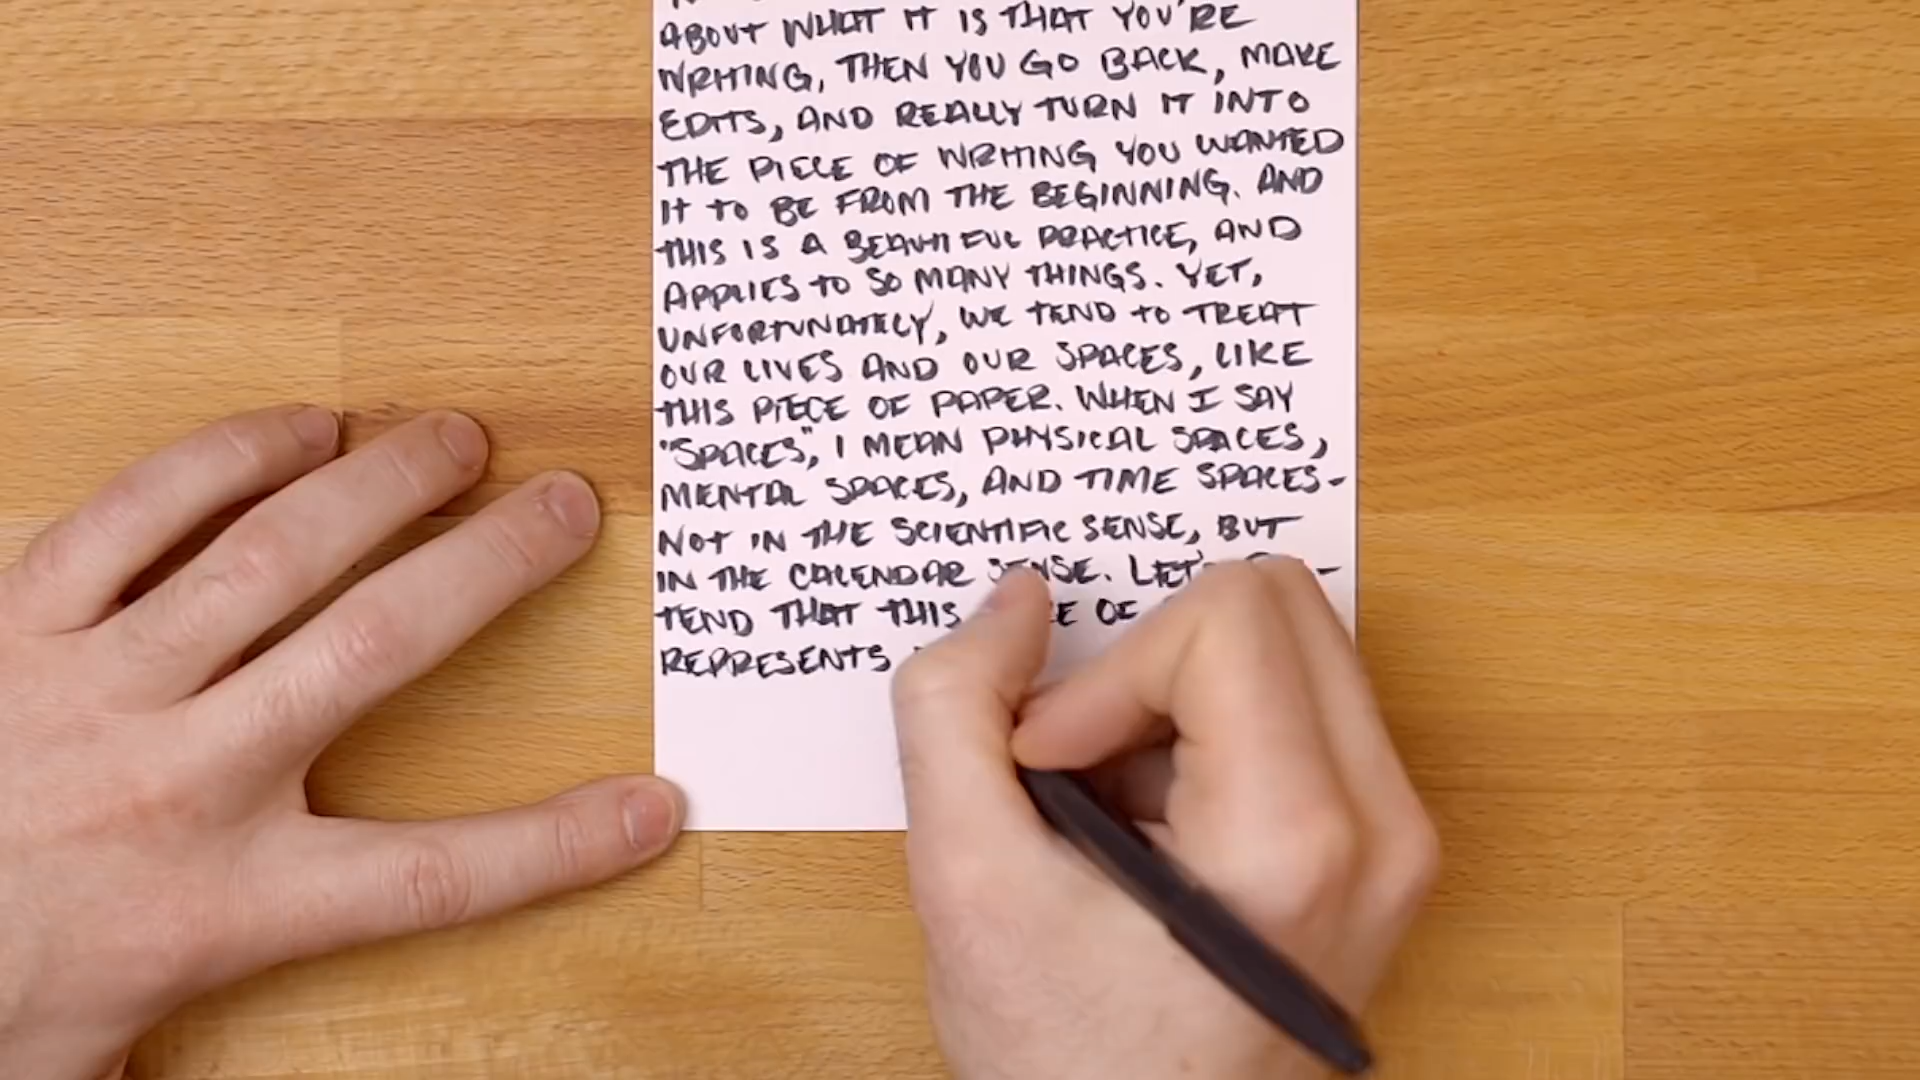 ABOUT WHAT IT IS THAT YOU'RE
WRITING, THEN YOU GO BACK, MAKE
EDITS, AND REALLY TURN IT INTO
THE PIECE OF WRITING YOU WANTED
IT TO BE FROM THE BEGINNING. AND
THIS IS A BEAUTIFUL PRACTICE, AND
APPLIES TO SO MANY THINGS. YET,
UNFORTUNATELY, WE TEND TO TREAT
OUR LIVES AND OUR SPACES, LIKE
THIS PIECE OF PAPER. WHEN I SAY
"SPACES", I MEAN PHYSICAL SPACES,
MENTAL SPACES, AND TIME SPACES-
NOT IN THE SCIENTIFIC SENSE, BUT
IN THE CALENDAR SENSE. LET'S
TEND THAT THIS OF
REPRESENTS